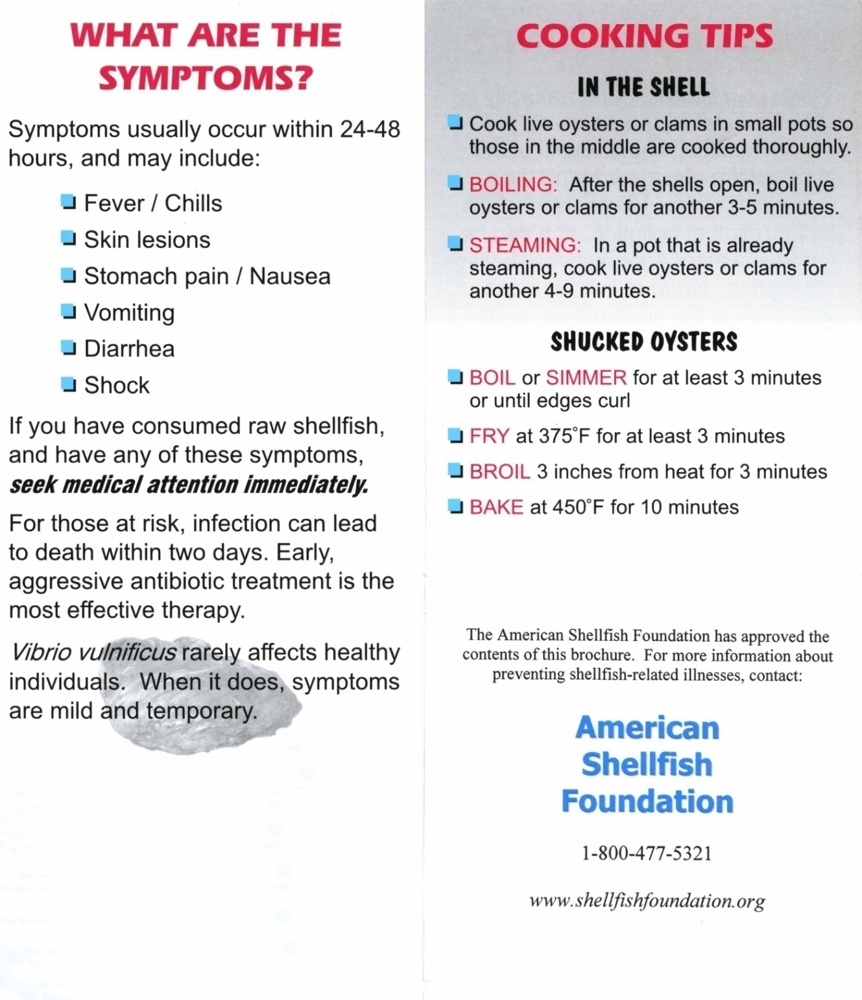 WHAT ARE THE
SYMPTOMS?
Symptoms usually occur within 24-48
hours, and may include:
Fever / Chills
Skin lesions
Stomach pain / Nausea
Vomiting
Diarrhea
Shock
If you have consumed raw shellfish,
and have any of these symptoms,
seek medical attention immediately.
For those at risk, infection can lead
to death within two days. Early,
aggressive antibiotic treatment is the
most effective therapy.
Vibrio vulnificus rarely affects healthy
individuals. When it does, symptoms
are mild and temporary.
COOKING TIPS
IN THE SHELL
Cook live oysters or clams in small pots so
those in the middle are cooked thoroughly.
BOILING: After the shells open, boil live
oysters or clams for another 3-5 minutes.
STEAMING: In a pot that is already
steaming, cook live oysters or clams for
another 4-9 minutes.
SHUCKED OYSTERS
BOIL or SIMMER for at least 3 minutes
or until edges curl
FRY at 375°F for at least 3 minutes
BROIL 3 inches from heat for 3 minutes
BAKE at 450°F for 10 minutes
The American Shellfish Foundation has approved the
contents of this brochure. For more information about
preventing shellfish-related illnesses, contact:
American
Shellfish
Foundation
1-800-477-5321
www.shellfishfoundation.org